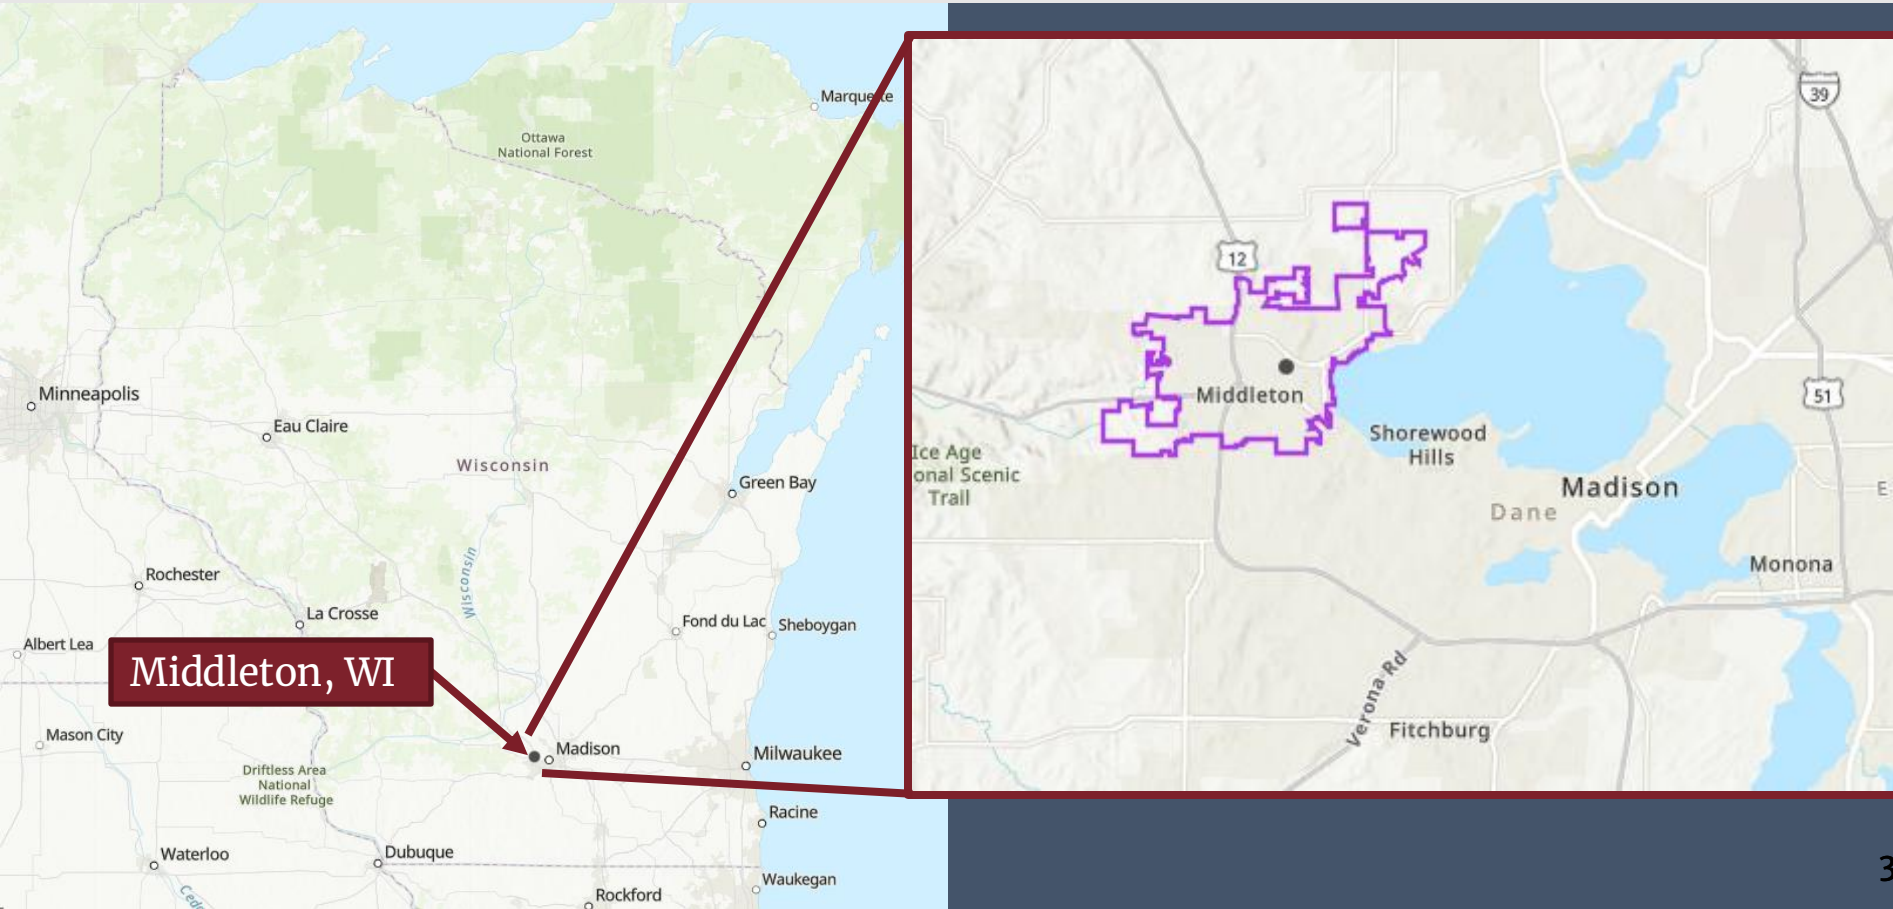 Marquette
Ottawa
National Forest
Minneapolis
Eau Claire
Wisconsin
Green Bay
Wisconsin
Rochester
La Crosse
Fond du Lac
Sheboygan
Albert Lea
Middleton, WI
Mason City
Madison
Milwaukee
Driftless Area
National
Wildlife Refuge
Racine
Waterloo
Dubuque
Waukegan
Rockford
39
12
Middleton
51
Shorewood
Hills
Ice Age
onal Scenic
Trail
Madison
E
Dane
Monona
Verona Rd
Fitchburg
3